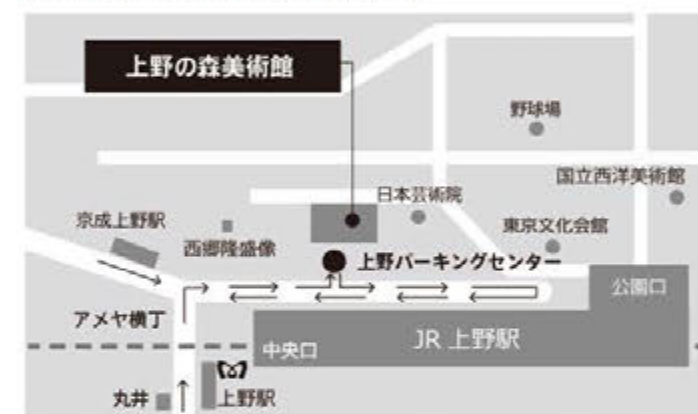 上野の森美術館
野球場
国立西洋美術館
日本芸術院
京成上野駅
西郷隆盛像
東京文化会館
上野パーキングセンター
公園口
アメヤ横丁
JR 上野駅
中央口
丸井
上野駅